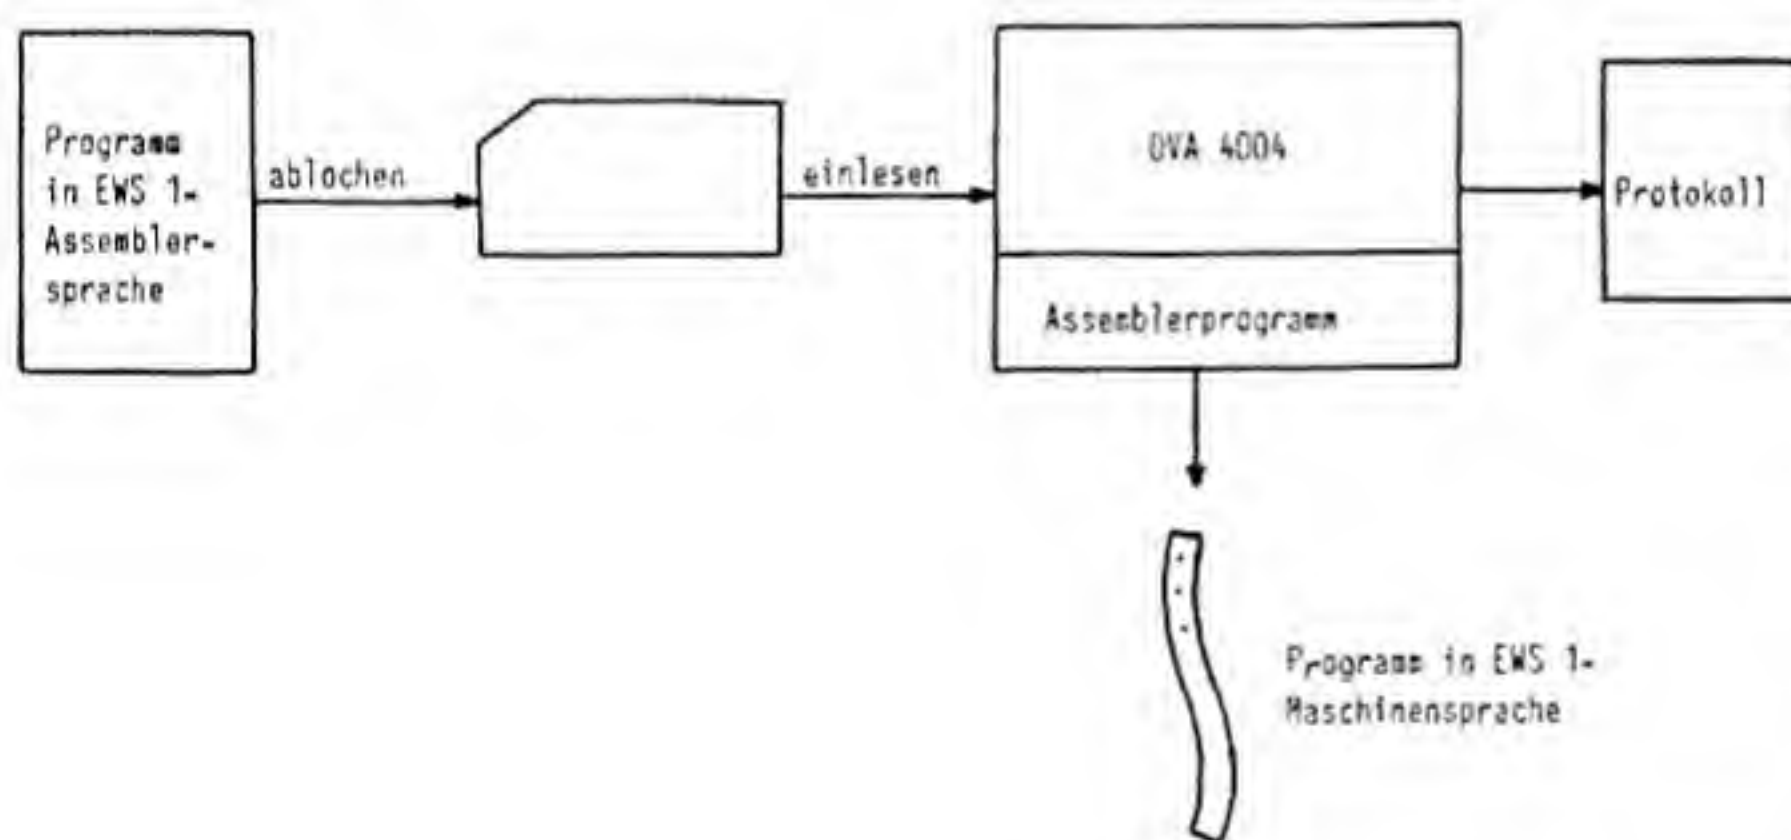 Programm
in EWS 1-
Assembler-
sprache
ablochen
einlesen
DVA 4004
Assemblerprogramm
Protokoll
Programm in EWS 1-
Maschinensprache